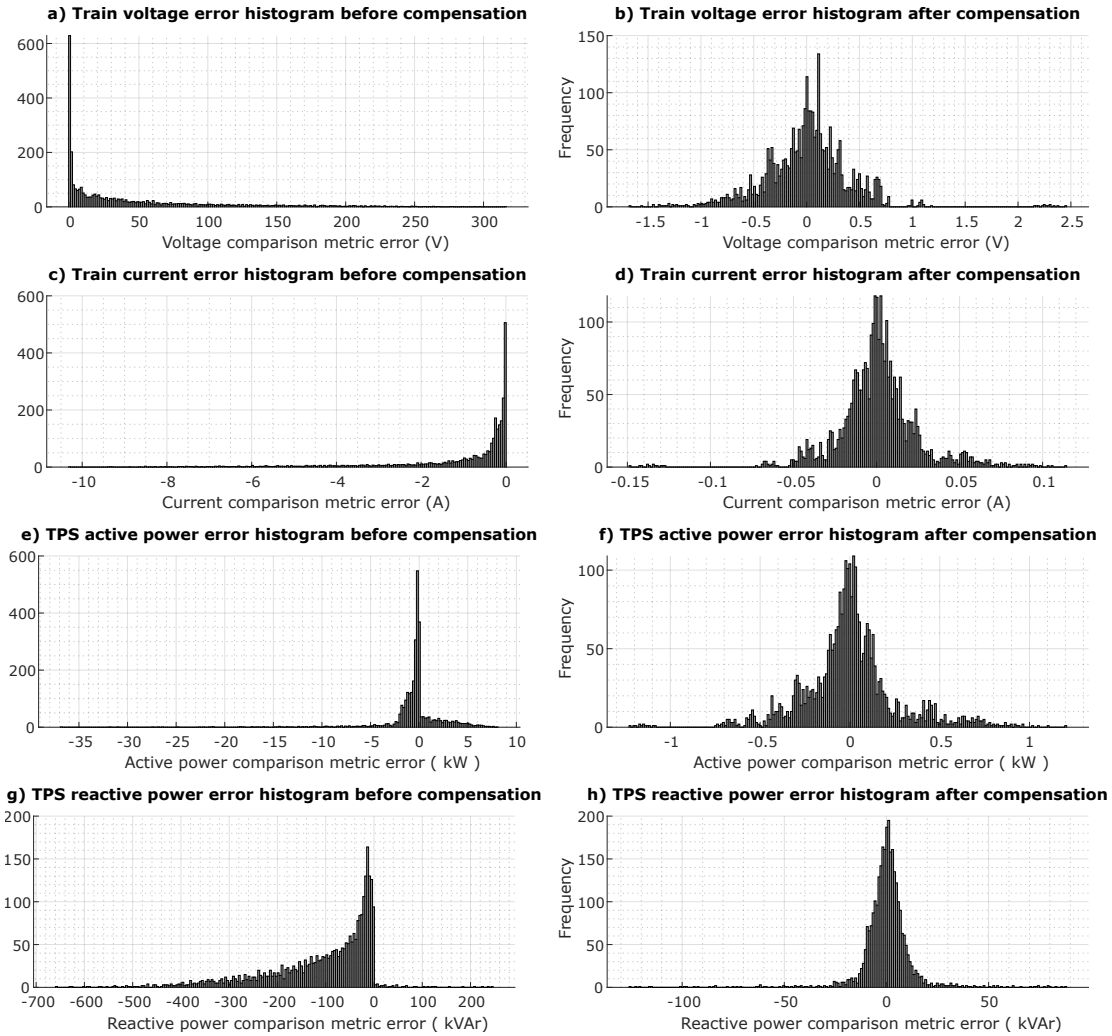 a) Train voltage error histogram before compensation
600
400
200
0
0 50 100 150 200 250 300
Voltage comparison metric error (V)
b) Train voltage error histogram after compensation
Frequency
150
100
50
0
-1.5 -1 -0.5 0 0.5 1 1.5 2 2.5
Voltage comparison metric error (V)
c) Train current error histogram before compensation
600
400
200
0
-10 -8 -6 -4 -2 0
Current comparison metric error (A)
d) Train current error histogram after compensation
Frequency
100
50
0
-0.15 -0.1 -0.05 0 0.05 0.1
Current comparison metric error (A)
e) TPS active power error histogram before compensation
600
400
200
0
-35 -30 -25 -20 -15 -10 -5 0 5 10
Active power comparison metric error ( kW )
f) TPS active power error histogram after compensation
Frequency
100
50
0
-1 -0.5 0 0.5 1
Active power comparison metric error ( kW )
g) TPS reactive power error histogram before compensation
200
150
100
50
0
-700 -600 -500 -400 -300 -200 -100 0 100 200
Reactive power comparison metric error ( kVAr)
h) TPS reactive power error histogram after compensation
Frequency
200
150
100
50
0
-100 -50 0 50
Reactive power comparison metric error ( kVAr)